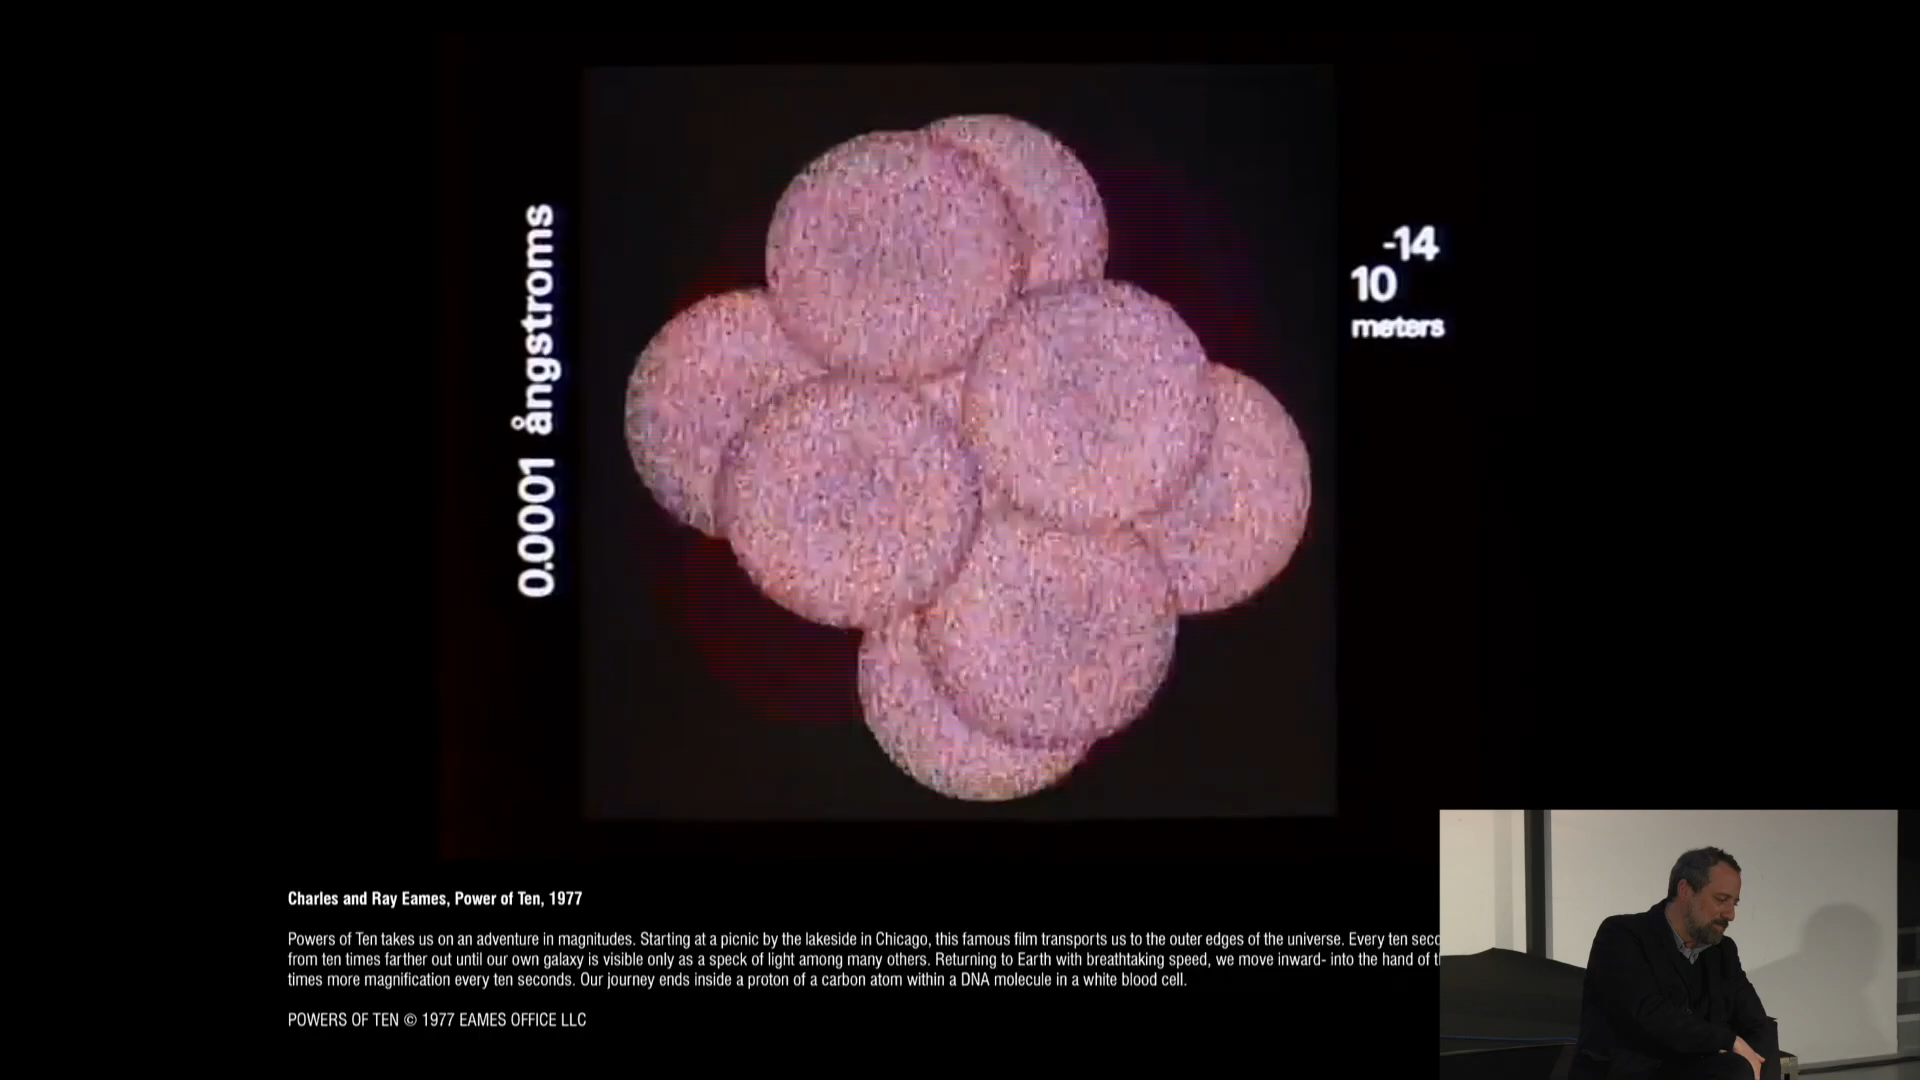 0.0001 ångstroms
10-14
meters
Charles and Ray Eames, Power of Ten, 1977
Powers of Ten takes us on an adventure in magnitudes. Starting at a picnic by the lakeside in Chicago, this famous film transports us to the outer edges of the universe. Every ten
from ten times farther out until our own galaxy is visible only as a speck of light among many others. Returning to Earth with breathtaking speed, we move inward- into the hand of
times more magnification every ten seconds. Our journey ends inside a proton of a carbon atom within a DNA molecule in a white blood cell.
POWERS OF TEN © 1977 EAMES OFFICE LLC